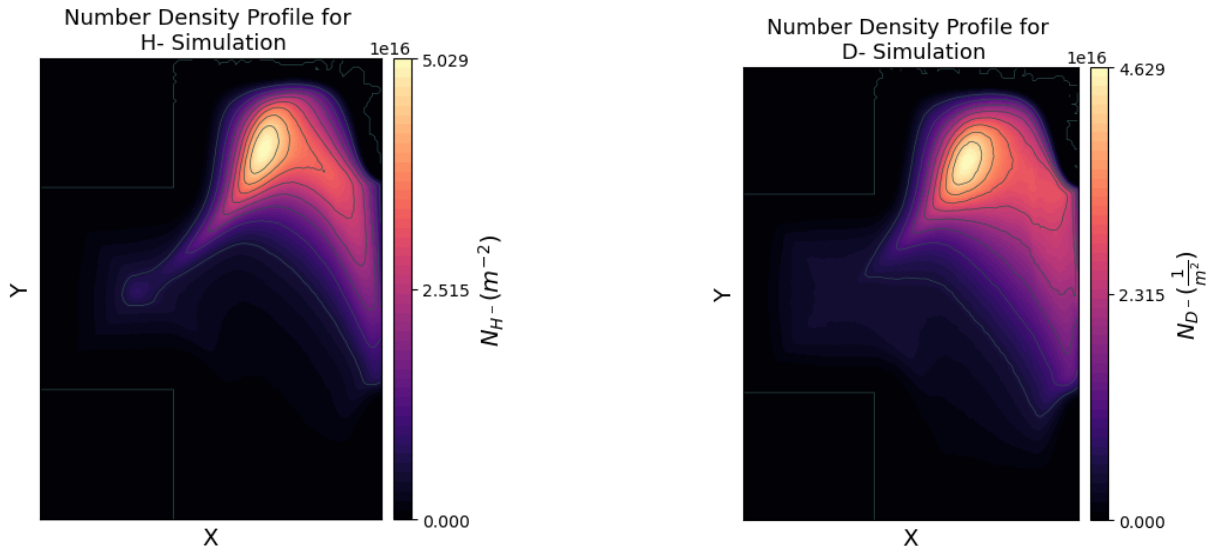 Number Density Profile for
H- Simulation
1e16
5.029
2.515
0.000
N_{H^-} (m^{-2})
Y
X
Number Density Profile for
D- Simulation
1e16
4.629
2.315
0.000
N_{D^-} (\frac{1}{m^2})
Y
X